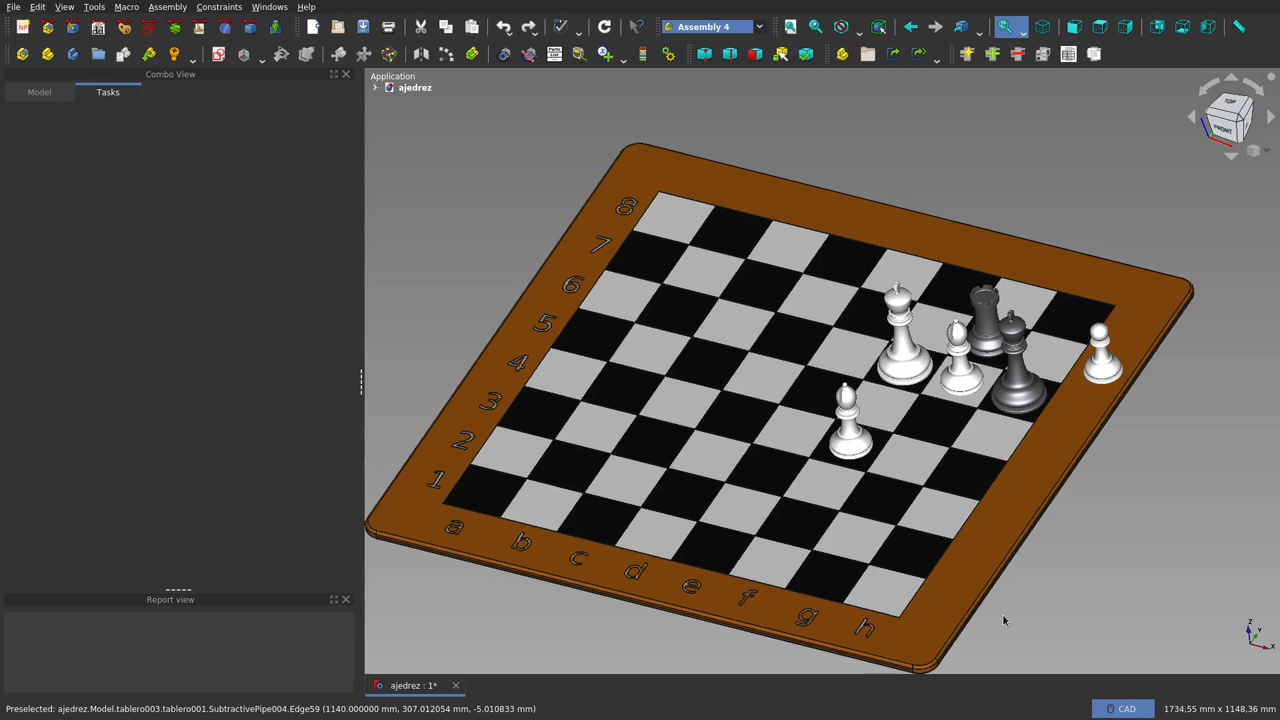 File Edit View Tools Macro Assembly Constraints Windows Help
Assembly 4
Combo View
Model Tasks
Application
ajedrez
TOP
FRONT
8
7
6
5
4
3
2
1
a b c d e f g h
Z
Y
X
Report view
ajedrez : 1*
Preselected: ajedrez.Model.tablero003.tablero001.SubtractivePipe004.Edge59 (1140.000000 mm, 307.012054 mm, -5.010833 mm)
CAD
1734,55 mm x 1148,36 mm